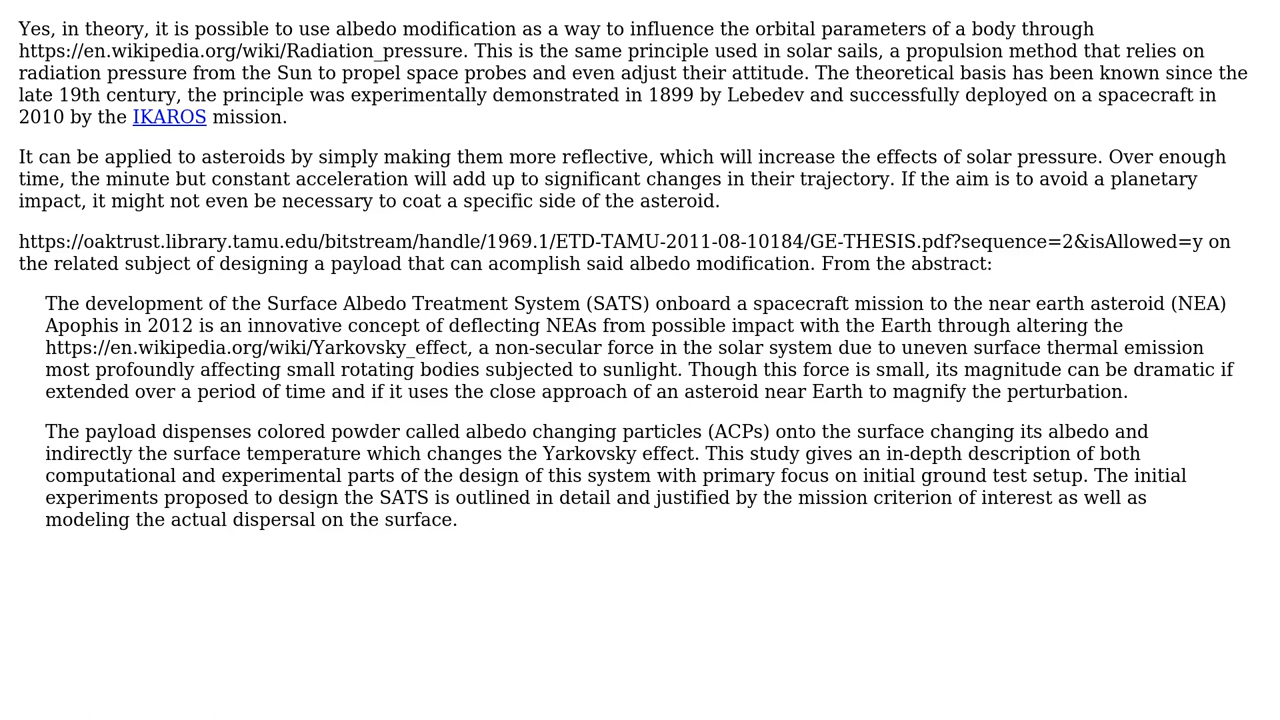 Yes, in theory, it is possible to use albedo modification as a way to influence the orbital parameters of a body through
https://en.wikipedia.org/wiki/Radiation_pressure. This is the same principle used in solar sails, a propulsion method that relies on
radiation pressure from the Sun to propel space probes and even adjust their attitude. The theoretical basis has been known since the
late 19th century, the principle was experimentally demonstrated in 1899 by Lebedev and successfully deployed on a spacecraft in
2010 by the IKAROS mission.
It can be applied to asteroids by simply making them more reflective, which will increase the effects of solar pressure. Over enough
time, the minute but constant acceleration will add up to significant changes in their trajectory. If the aim is to avoid a planetary
impact, it might not even be necessary to coat a specific side of the asteroid.
https://oaktrust.library.tamu.edu/bitstream/handle/1969.1/ETD-TAMU-2011-08-10184/GE-THESIS.pdf?sequence=2&isAllowed=y on
the related subject of designing a payload that can acomplish said albedo modification. From the abstract:
The development of the Surface Albedo Treatment System (SATS) onboard a spacecraft mission to the near earth asteroid (NEA)
Apophis in 2012 is an innovative concept of deflecting NEAs from possible impact with the Earth through altering the
https://en.wikipedia.org/wiki/Yarkovsky_effect, a non-secular force in the solar system due to uneven surface thermal emission
most profoundly affecting small rotating bodies subjected to sunlight. Though this force is small, its magnitude can be dramatic if
extended over a period of time and if it uses the close approach of an asteroid near Earth to magnify the perturbation.
The payload dispenses colored powder called albedo changing particles (ACPs) onto the surface changing its albedo and
indirectly the surface temperature which changes the Yarkovsky effect. This study gives an in-depth description of both
computational and experimental parts of the design of this system with primary focus on initial ground test setup. The initial
experiments proposed to design the SATS is outlined in detail and justified by the mission criterion of interest as well as
modeling the actual dispersal on the surface.